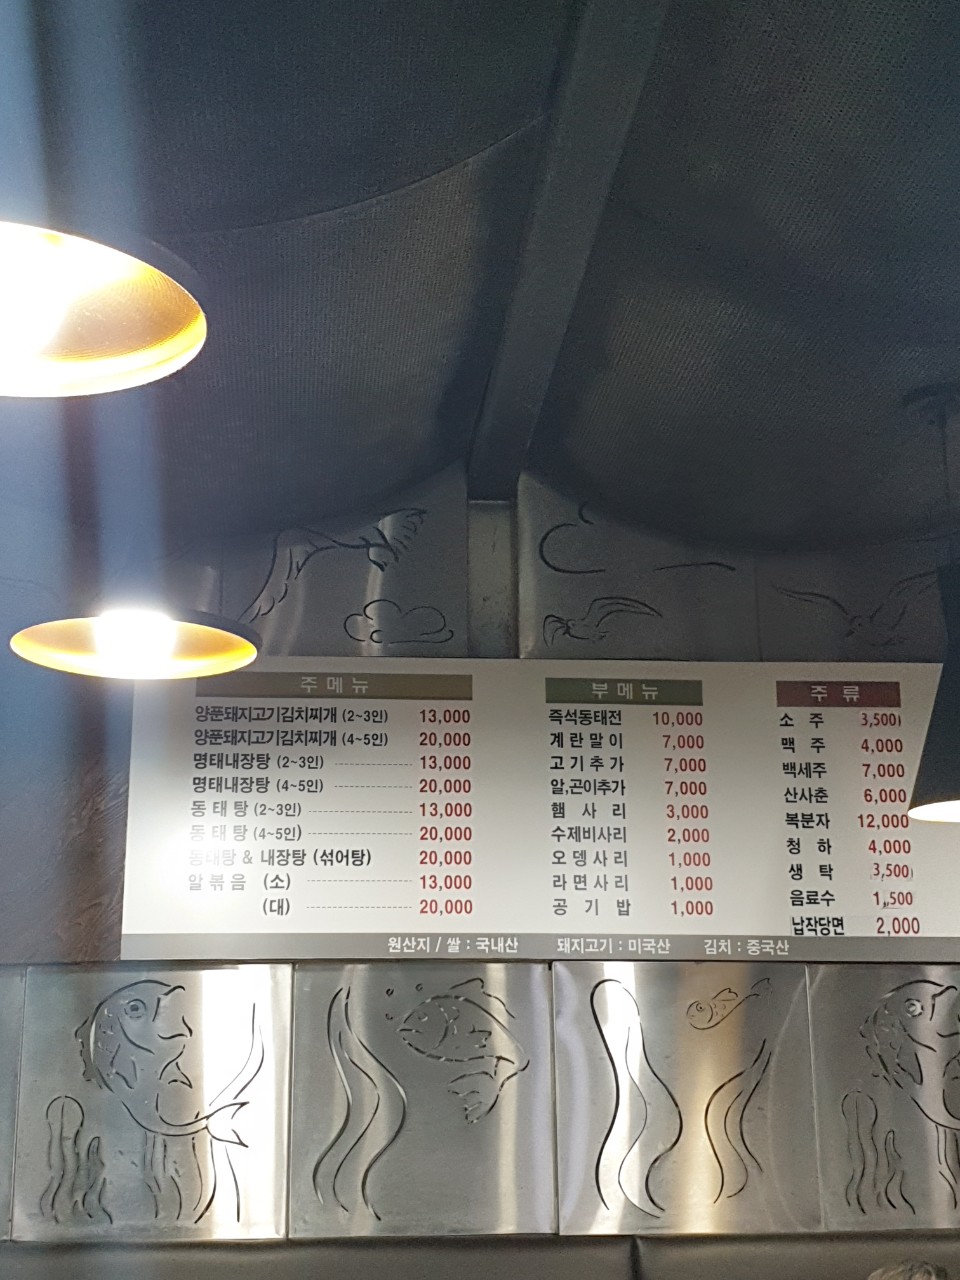 주메뉴
양푼돼지고기김치찌개 (2~3인) 13,000
양푼돼지고기김치찌개 (4~5인) 20,000
명태내장탕 (2~3인) 13,000
명태내장탕 (4~5인) 20,000
동태탕 (2~3인) 13,000
동태탕 (4~5인) 20,000
동태탕 & 내장탕 (섞어탕) 20,000
알볶음 (소) 13,000
(대) 20,000
부메뉴
즉석동태전 10,000
계란말이 7,000
고기추가 7,000
알,곤이추가 7,000
햄사리 3,000
수제비사리 2,000
오뎅사리 1,000
라면사리 1,000
공기밥 1,000
주류
소주 3,500
맥주 4,000
백세주 7,000
산사춘 6,000
복분자 12,000
청하 4,000
생탁 3,500
음료수 1,500
납작당면 2,000
원산지 / 쌀 : 국내산 돼지고기 : 미국산 김치 : 중국산